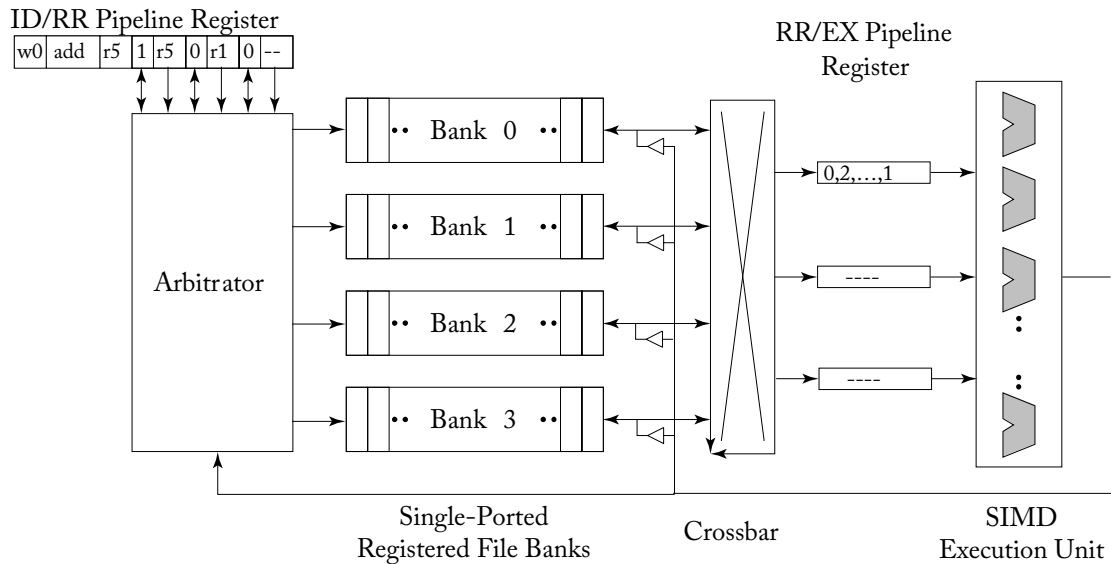 ID/RR Pipeline Register
w0 add r5 1 r5 0 r1 0 --
RR/EX Pipeline
Register
Bank 0
0,2,...,1
Bank 1
Arbitrator
----
Bank 2
----
Bank 3
Single-Ported
Registered File Banks
Crossbar
SIMD
Execution Unit